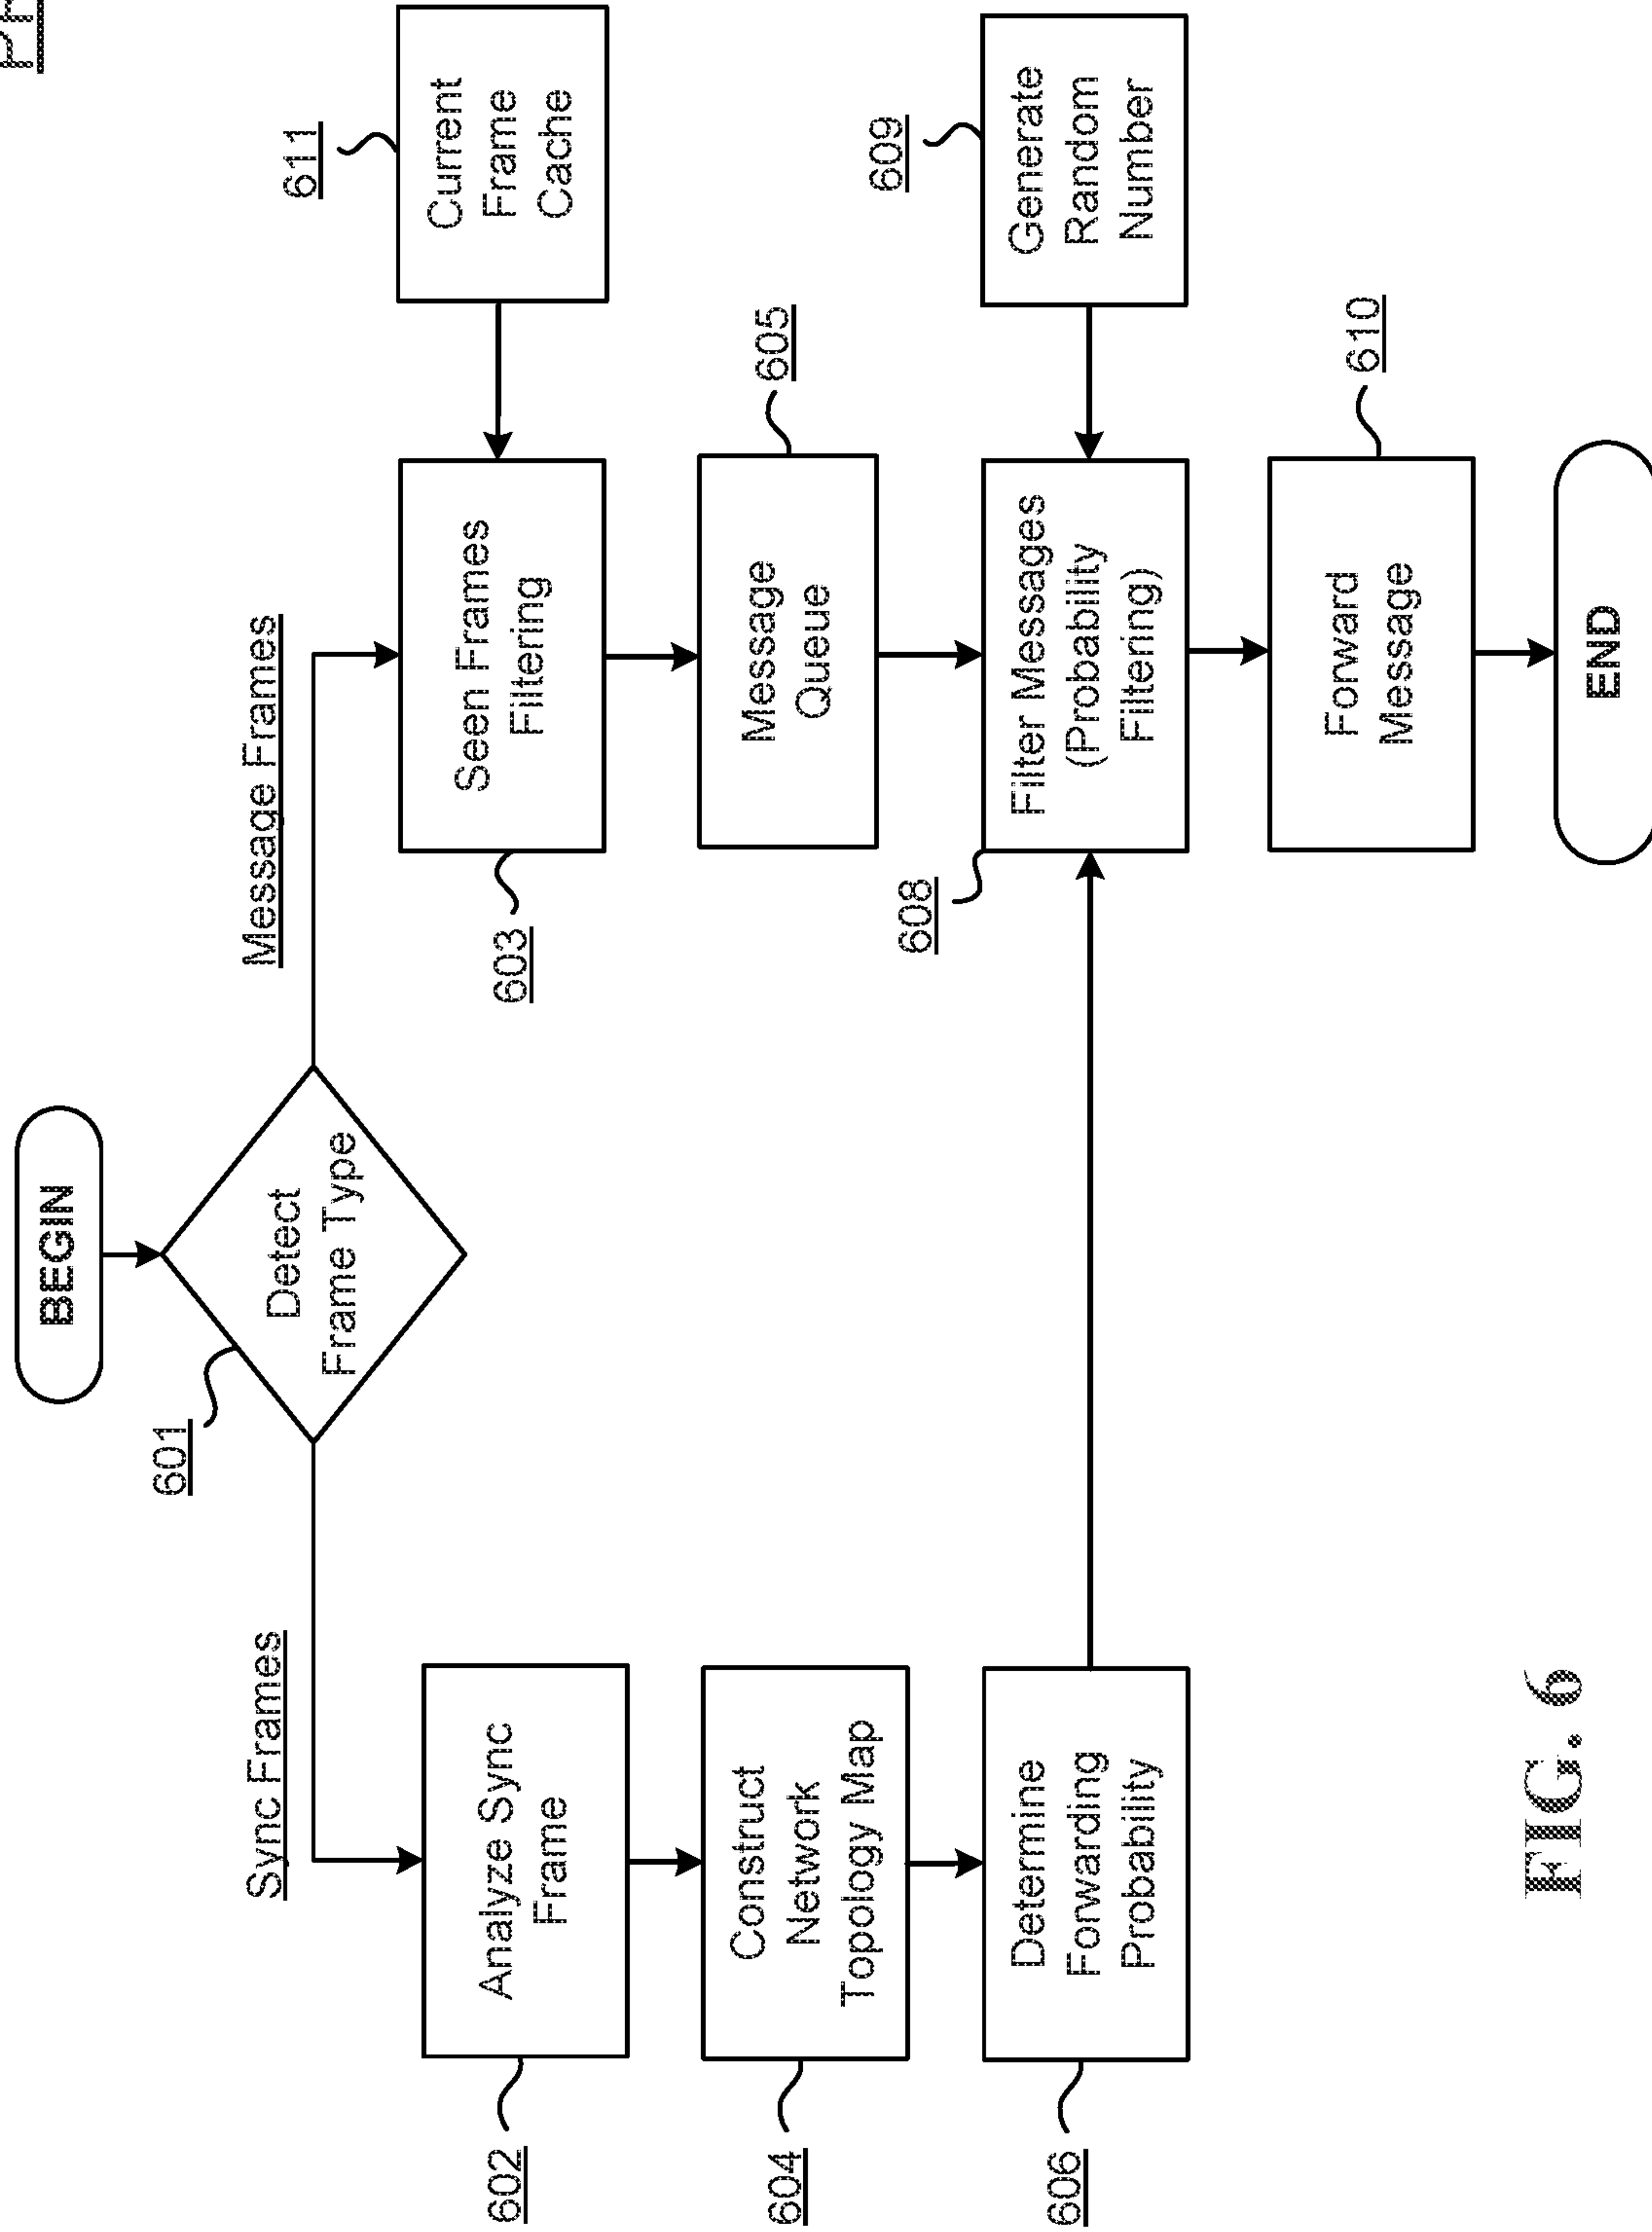 BEGIN
601
Detect
Frame Type
Sync Frames
Message Frames
602
Analyze Sync
Frame
604
Construct
Network
Topology Map
606
Determine
Forwarding
Probability
611
Current
Frame
Cache
603
Seen Frames
Filtering
605
Message
Queue
608
Filter Messages
(Probability
Filtering)
609
Generate
Random
Number
610
Forward
Message
END
FIG. 6